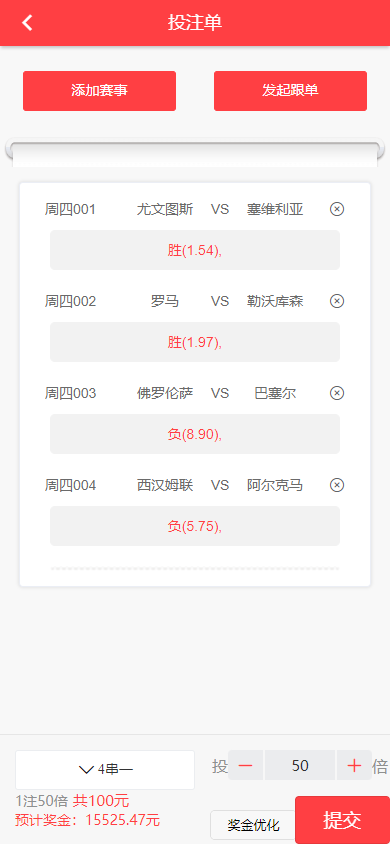 投注单
添加赛事 发起跟单
周四001 尤文图斯 VS 塞维利亚
胜(1.54),
周四002 罗马 VS 勒沃库森
胜(1.97),
周四003 佛罗伦萨 VS 巴塞尔
负(8.90),
周四004 西汉姆联 VS 阿尔克马
负(5.75),
4串一 投 50 倍
1注50倍 共100元
预计奖金：15525.47元
奖金优化 提交